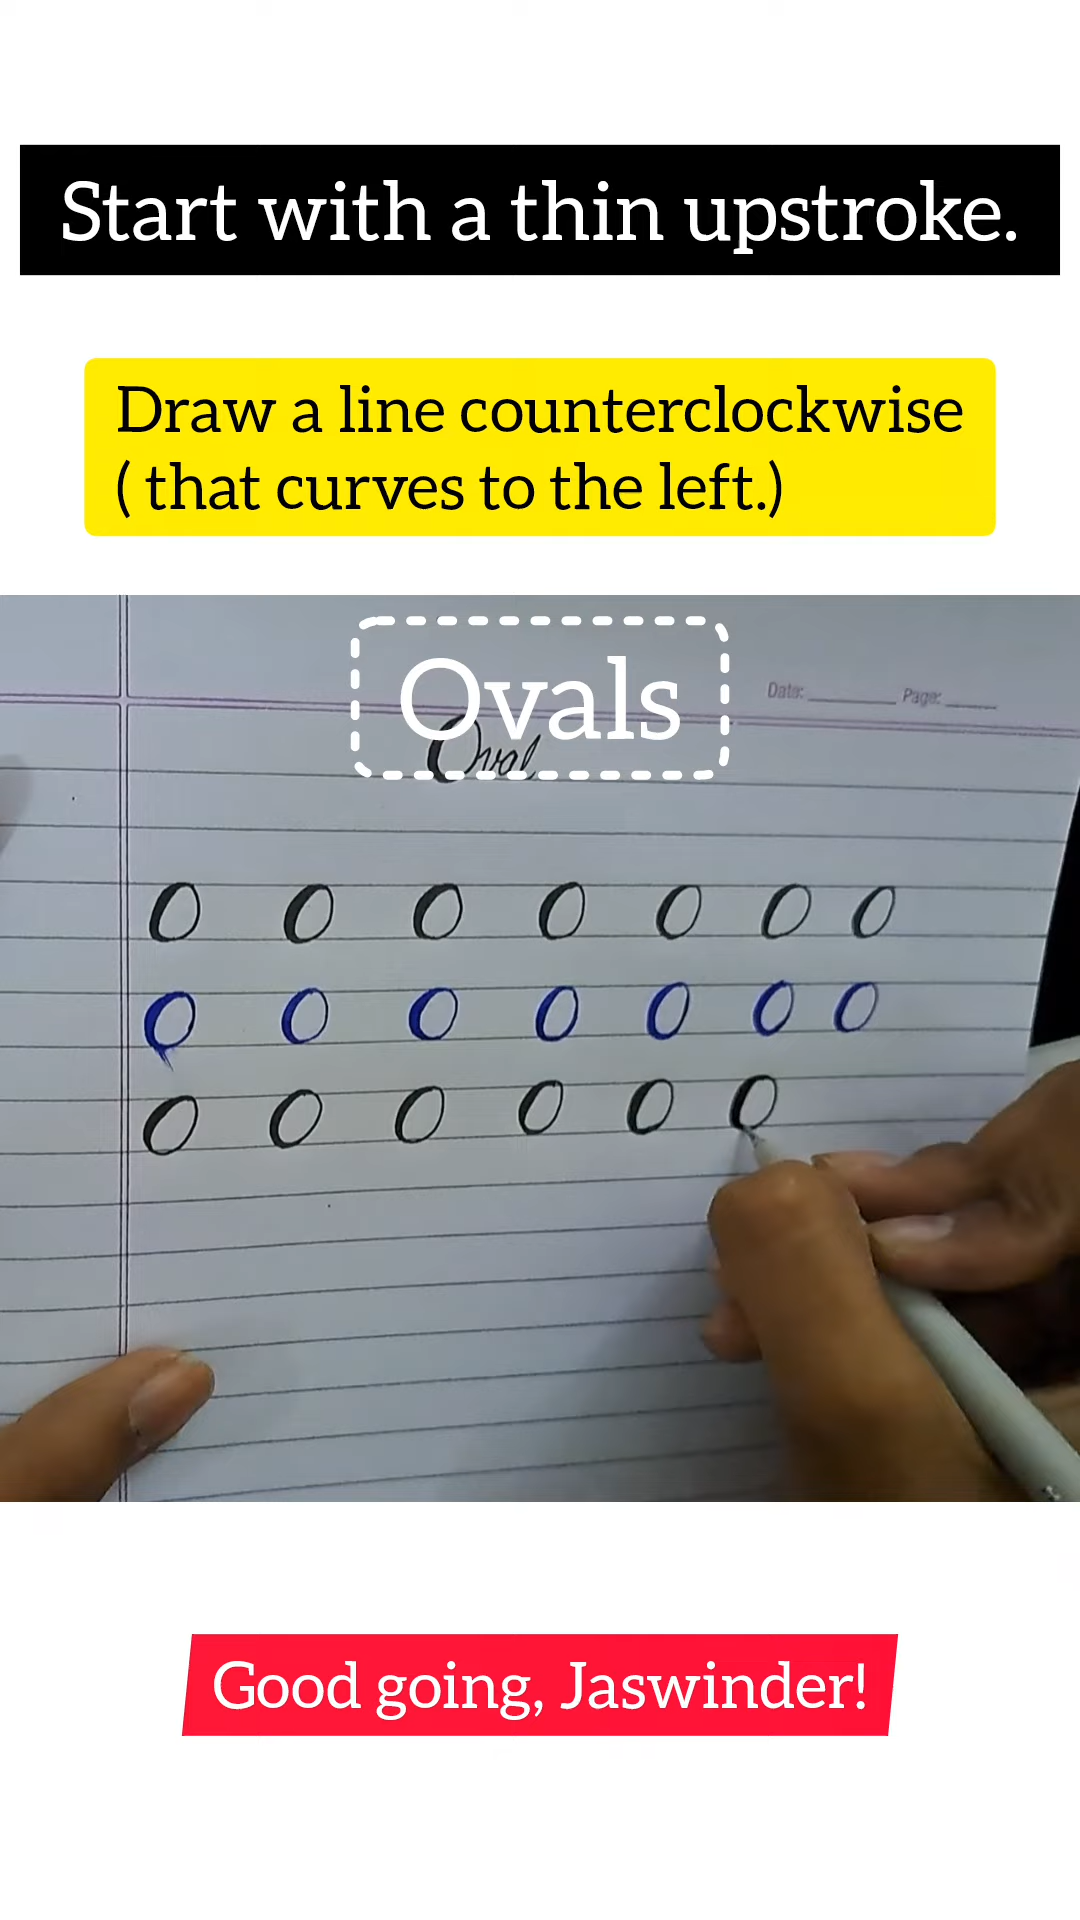 Start with a thin upstroke.
Draw a line counterclockwise
( that curves to the left.)
Ovals
Date: Page:
Oval
O O O O O O O
O O O O O O O
O O O O O O
Good going, Jaswinder!